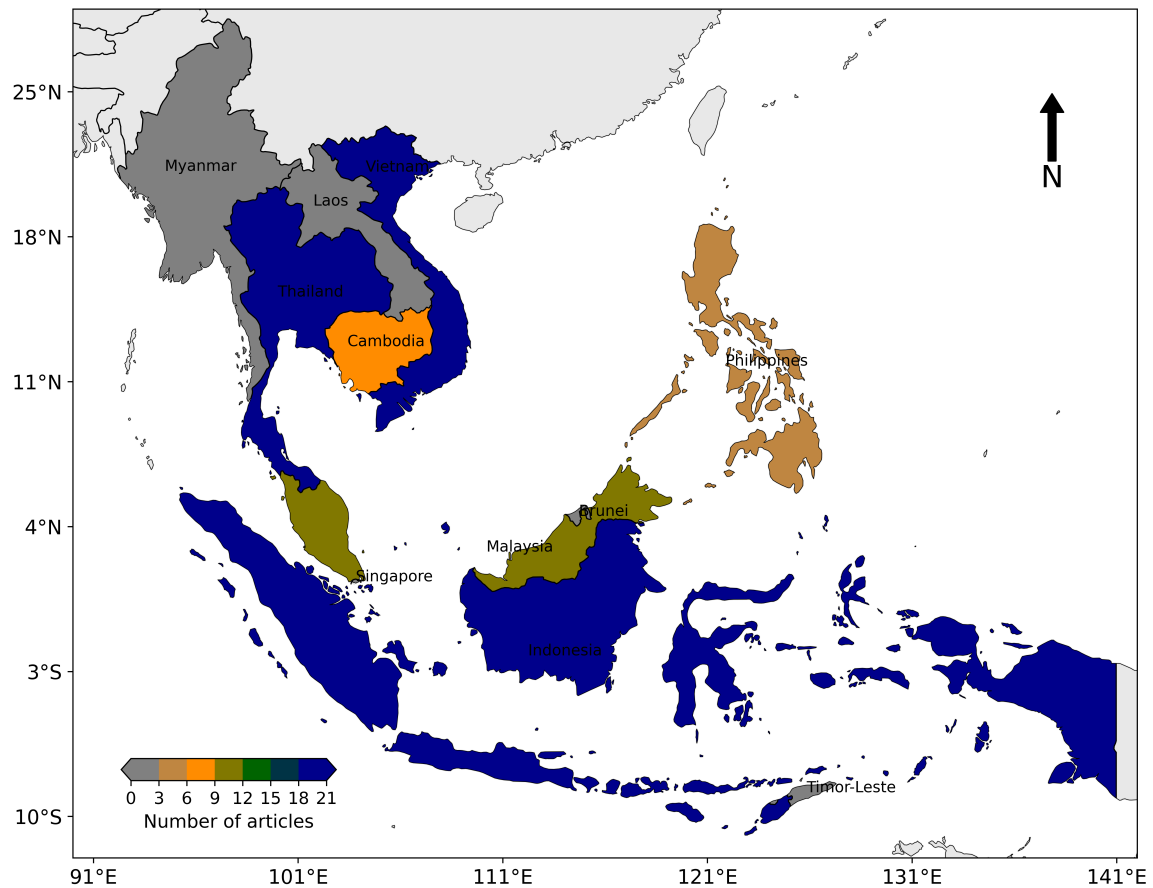 25°N
N
Myanmar
Vietnam
Laos
18°N
Thailand
Cambodia
Philippines
11°N
Brunei
4°N
Malaysia
Singapore
Indonesia
3°S
Timor-Leste
0 3 6 9 12 15 18 21
Number of articles
10°S
91°E 101°E 111°E 121°E 131°E 141°E